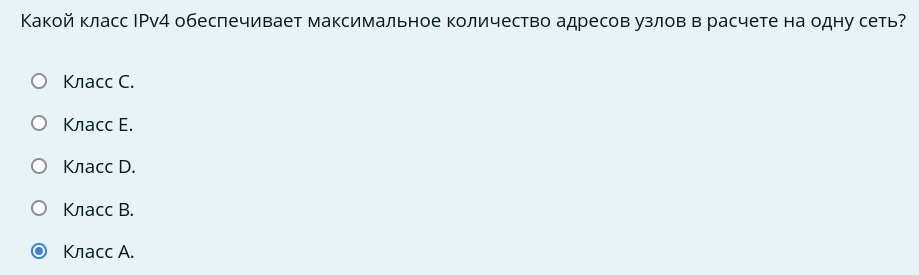 Какой класс IPv4 обеспечивает максимальное количество адресов узлов в расчете на одну сеть?
Класс C.
Класс E.
Класс D.
Класс B.
Класс A.